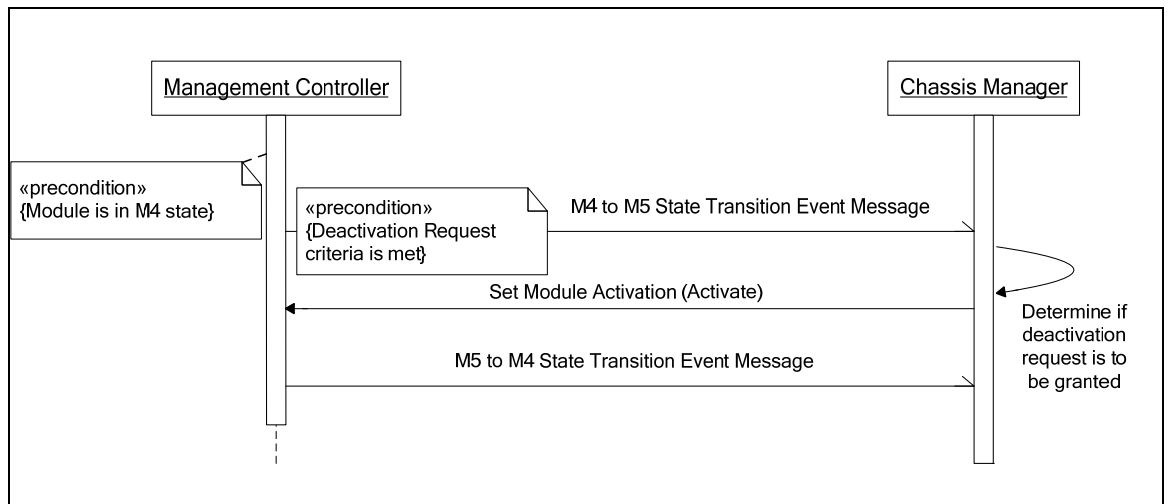 Management Controller
Chassis Manager
«precondition»
{Module is in M4 state}
«precondition»
{Deactivation Request
criteria is met}
M4 to M5 State Transition Event Message
Set Module Activation (Activate)
Determine if
deactivation
request is to
be granted
M5 to M4 State Transition Event Message